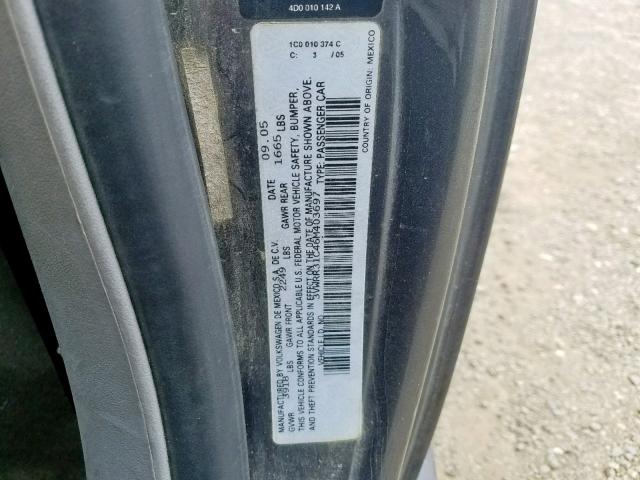 4D0 010 142 A
1C0 010 374 C
C: 3 /05
MANUFACTURED BY VOLKSWAGEN DE MEXICO S.A. DE C.V. DATE 09.05
GVWR 3918 LBS GAWR FRONT 2249 LBS GAWR REAR 1665 LBS
THIS VEHICLE CONFORMS TO ALL APPLICABLE U.S. FEDERAL MOTOR VEHICLE SAFETY, BUMPER,
AND THEFT PREVENTION STANDARDS IN EFFECT ON THE DATE OF MANUFACTURE SHOWN ABOVE.
VEHICLE I.D. NO. 3VWRR31C46M403697 TYPE: PASSENGER CAR
COUNTRY OF ORIGIN: MEXICO